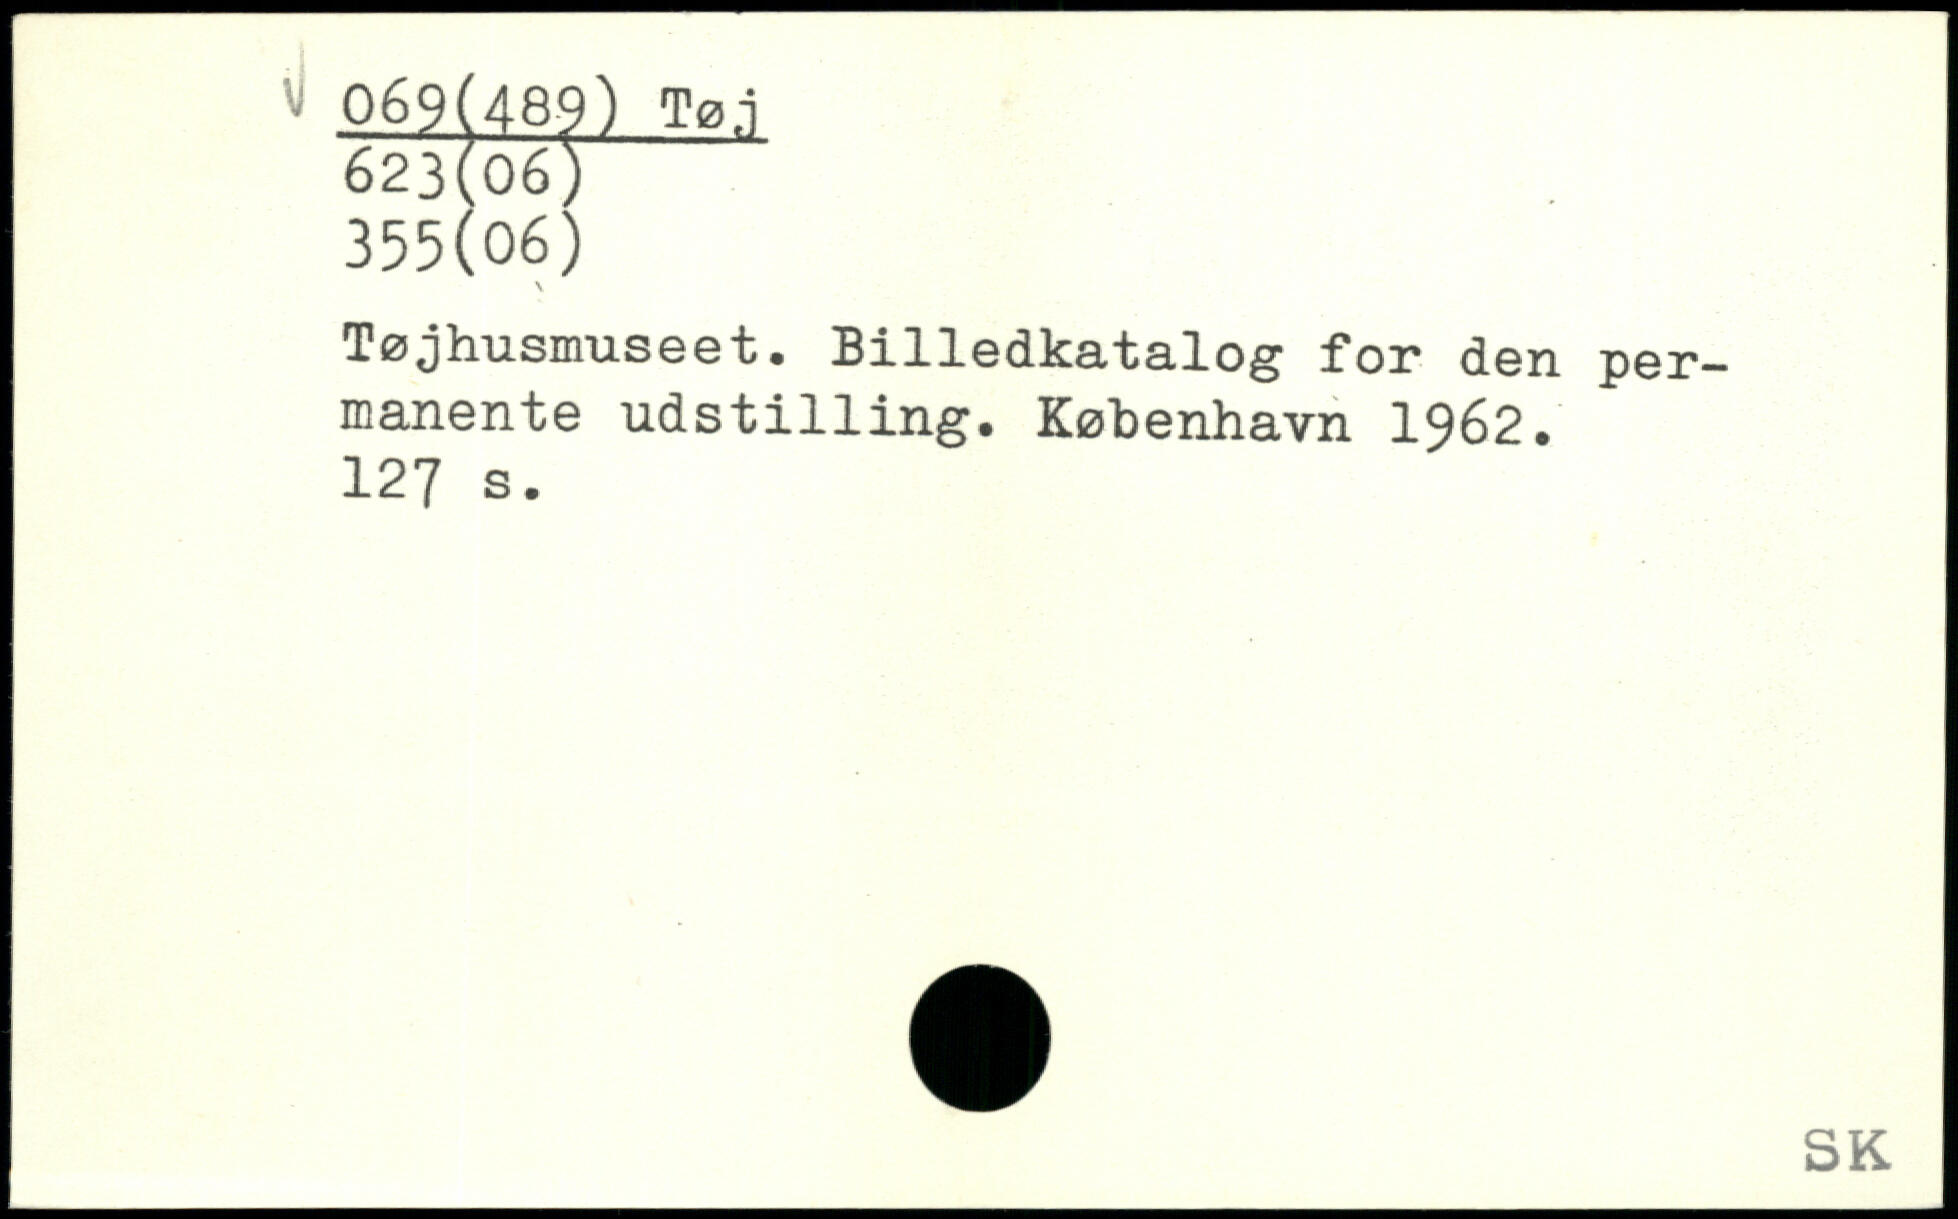 069(489) Tøj
623(06)
355(06)
Tøjhusmuseet. Billedkatalog for den per-
manente udstilling. København 1962.
127 s.
SK